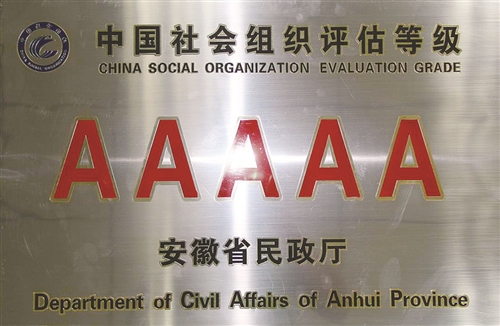 中国社会组织评估等级
CHINA SOCIAL ORGANIZATION EVALUATION GRADE
AAAAA
安徽省民政厅
Department of Civil Affairs of Anhui Province